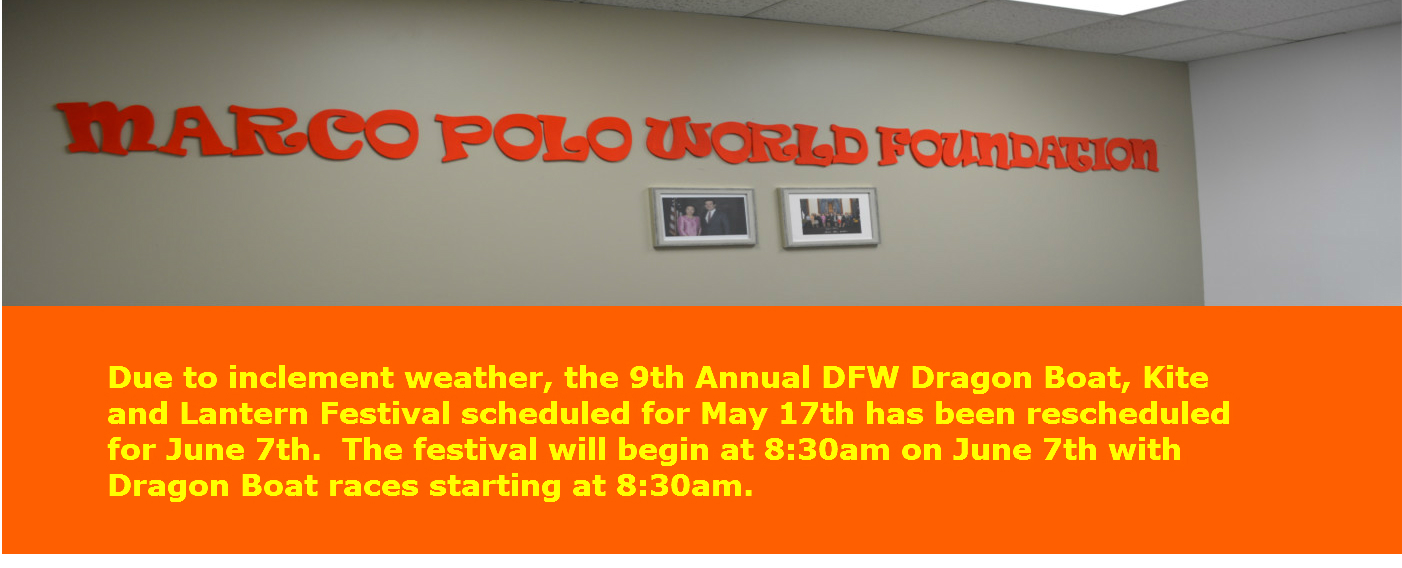 MARCO POLO WORLD FOUNDATION
Due to inclement weather, the 9th Annual DFW Dragon Boat, Kite
and Lantern Festival scheduled for May 17th has been rescheduled
for June 7th.  The festival will begin at 8:30am on June 7th with
Dragon Boat races starting at 8:30am.